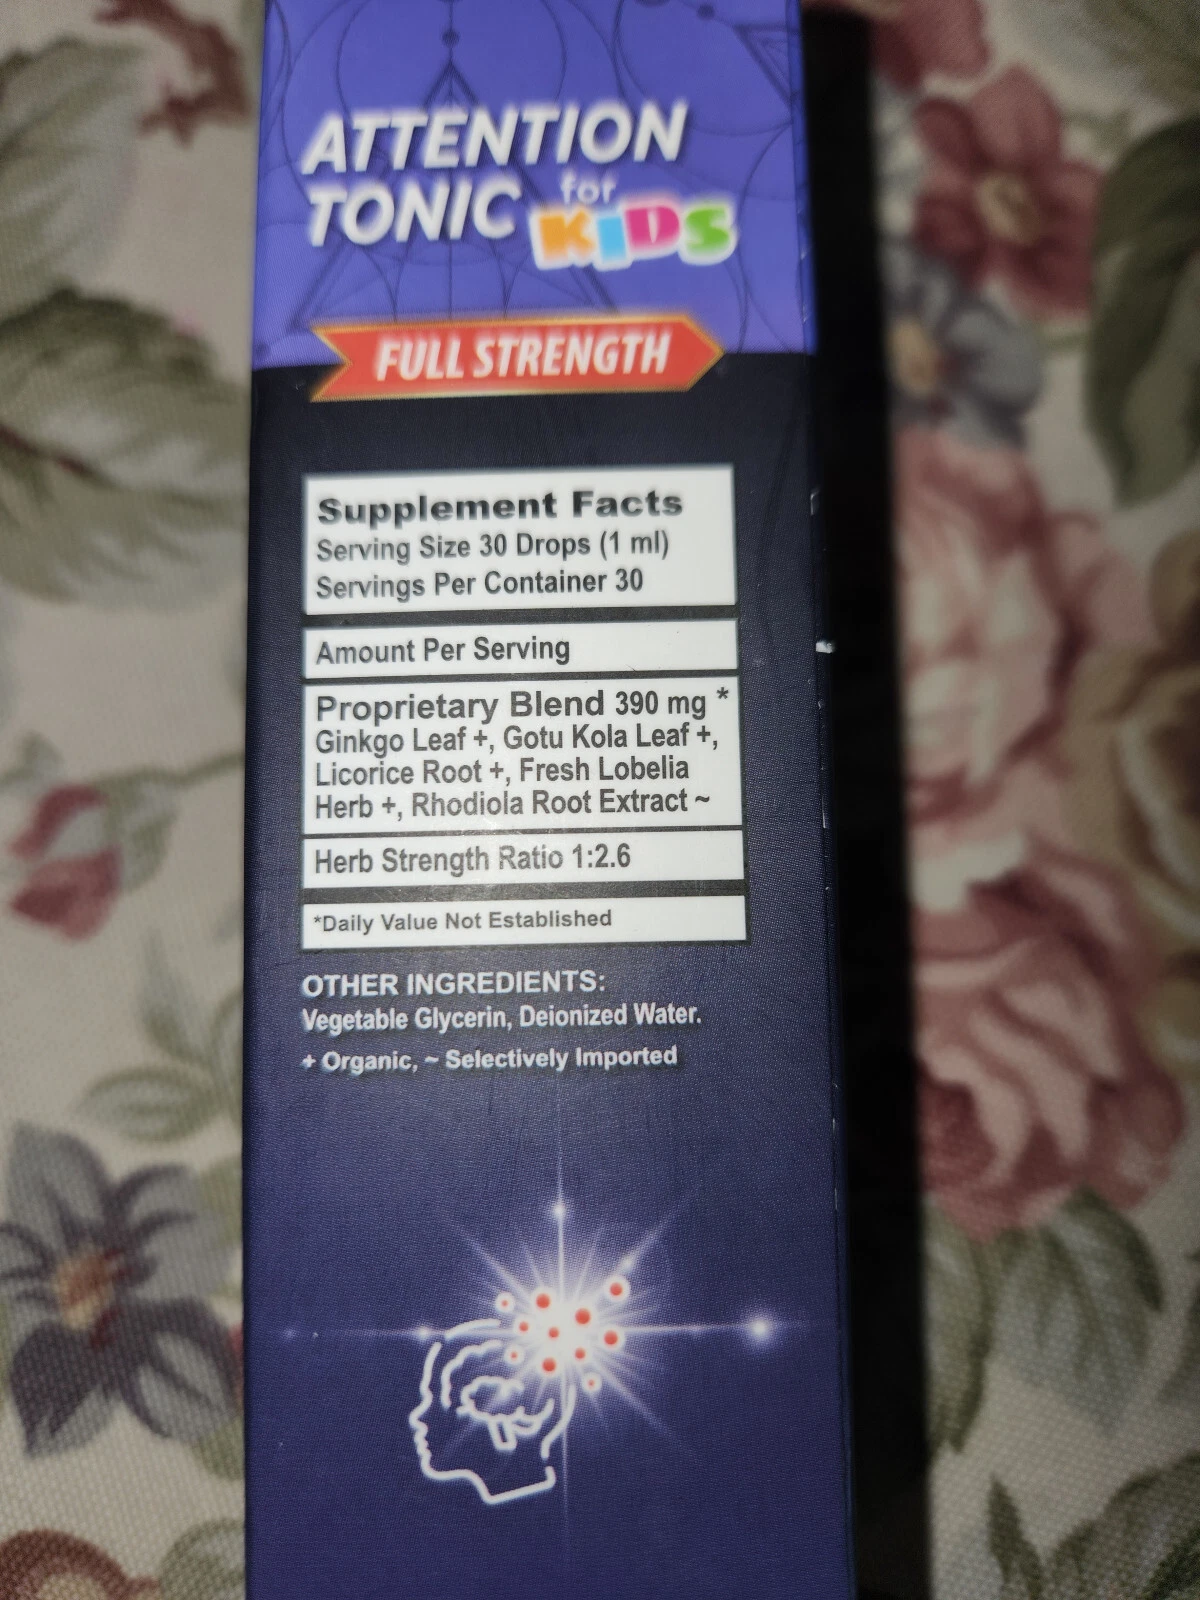 ATTENTION
TONIC for KiDS
FULL STRENGTH
Supplement Facts
Serving Size 30 Drops (1 ml)
Servings Per Container 30
Amount Per Serving
Proprietary Blend 390 mg *
Ginkgo Leaf +, Gotu Kola Leaf +,
Licorice Root +, Fresh Lobelia
Herb +, Rhodiola Root Extract ~
Herb Strength Ratio 1:2.6
*Daily Value Not Established
OTHER INGREDIENTS:
Vegetable Glycerin, Deionized Water.
+ Organic, ~ Selectively Imported